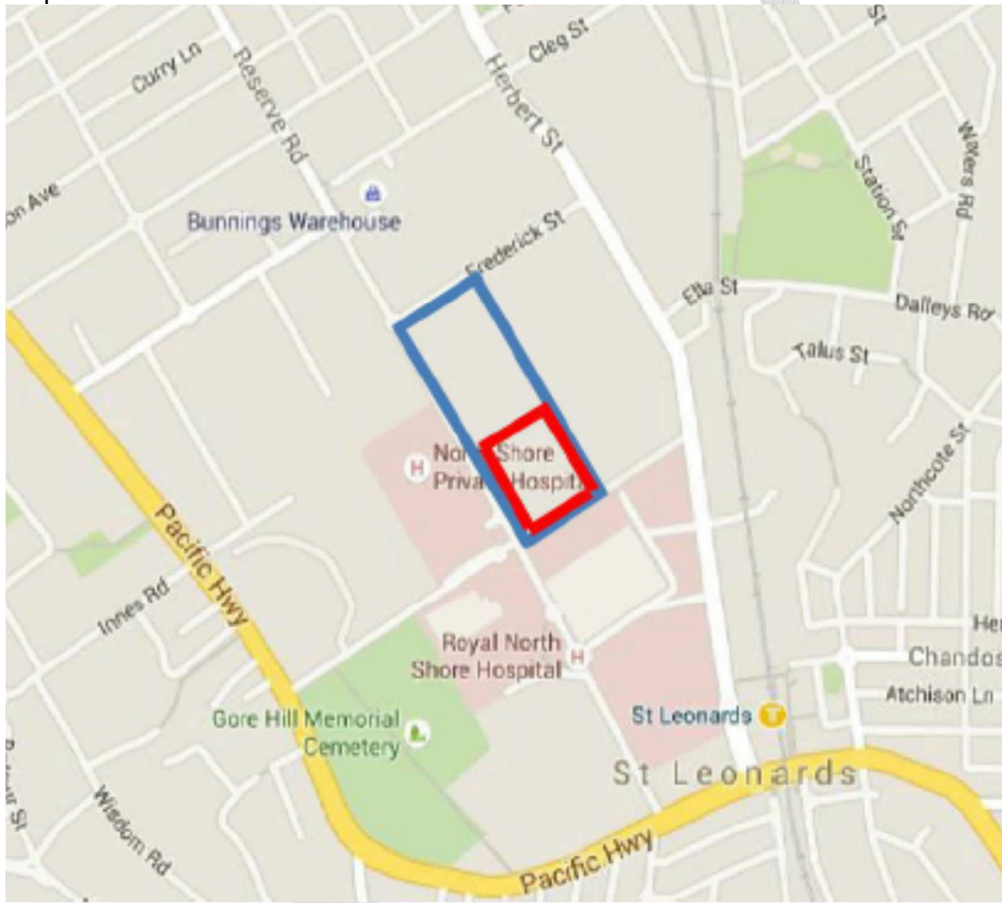 St
Cleg St
Curry Ln
Reserve Rd
Herbert St
Waters Rd
Station St
on Ave
Bunnings Warehouse
Frederick St
Ella St
Dalleys Rd
Talus St
North Shore
Private Hospital
H
Northcote St
Pacific Hwy
Innes Rd
Royal North
Shore Hospital
H
Her
Chandos
Atchison Ln
St Leonards
T
Gore Hill Memorial
Cemetery
St Leonards
Wisdom Rd
Pacific Hwy